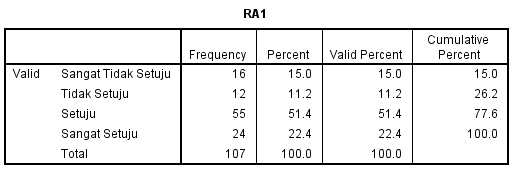 RA1
Frequency Percent Valid Percent Cumulative Percent
Valid Sangat Tidak Setuju 16 15.0 15.0 15.0
Tidak Setuju 12 11.2 11.2 26.2
Setuju 55 51.4 51.4 77.6
Sangat Setuju 24 22.4 22.4 100.0
Total 107 100.0 100.0